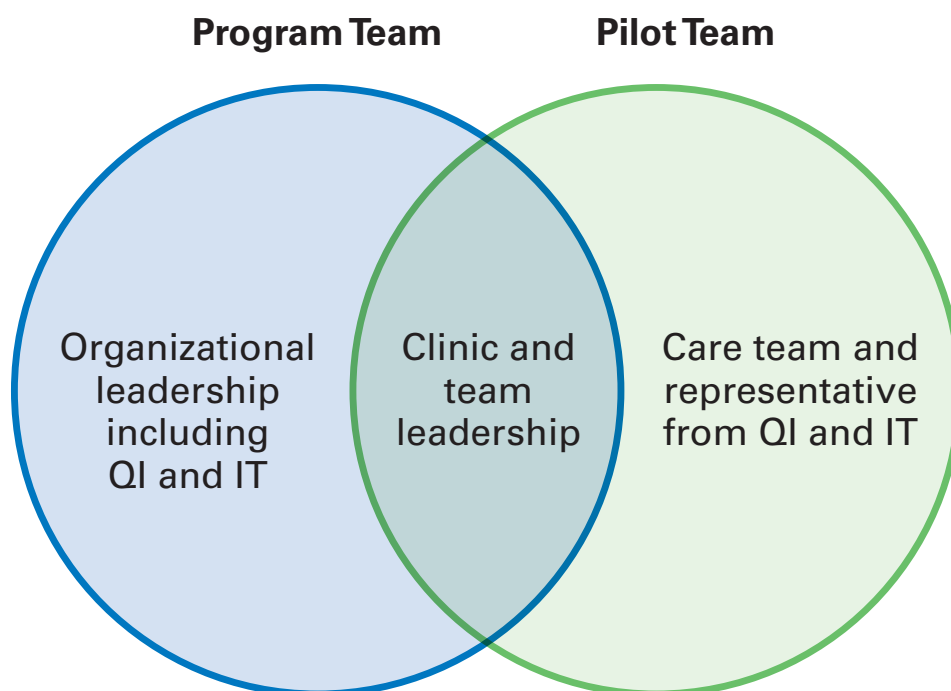 Program Team
Pilot Team
Organizational
leadership
including
QI and IT
Clinic and
team
leadership
Care team and
representative
from QI and IT